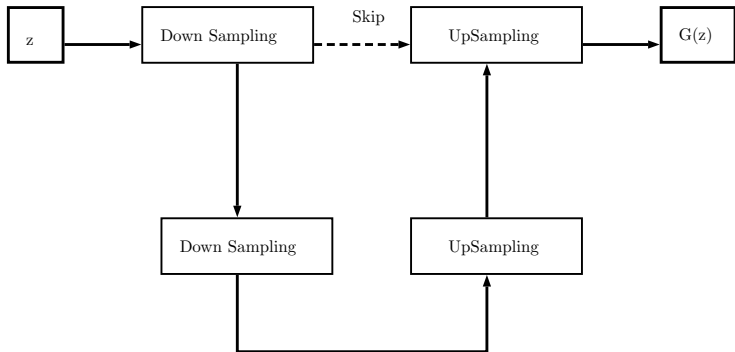 Skip
z
Down Sampling
UpSampling
G(z)
Down Sampling
UpSampling